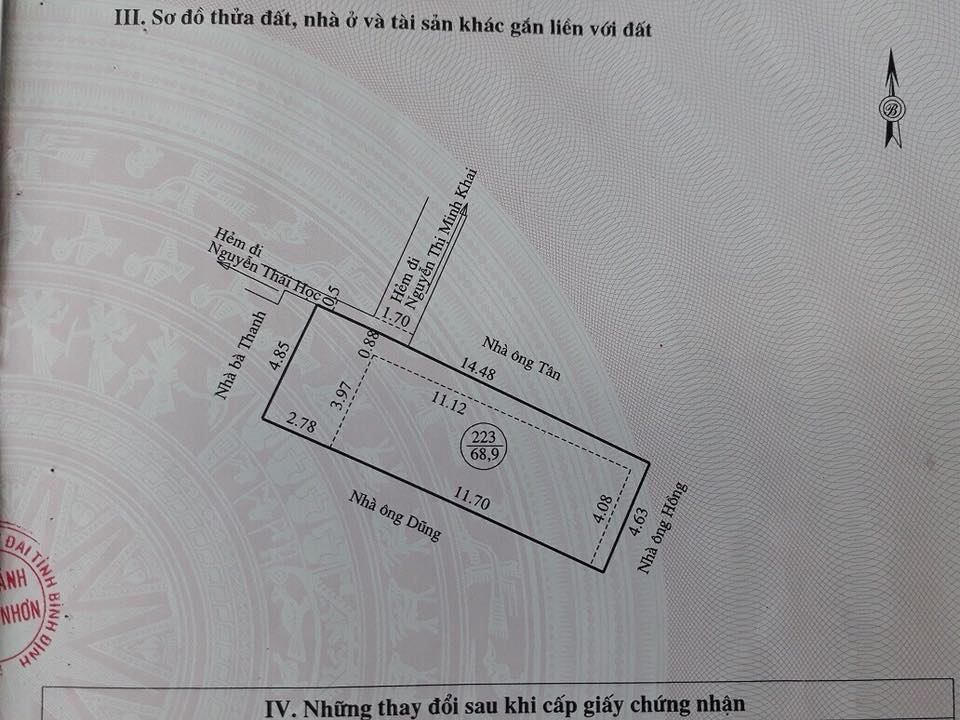 III. Sơ đồ thửa đất, nhà ở và tài sản khác gắn liền với đất
B
Hẻm đi
Nguyễn Thị Minh Khai
Hẻm đi
Nguyễn Thái Học
0.5
1.70
Nhà bà Thanh
4.85
0.88
Nhà ông Tân
14.48
3.97
11.12
2.78
223
68,9
11.70
4.08
4.63
Nhà ông Hồng
Nhà ông Dũng
ĐAI TỈNH BÌNH ĐỊNH
ÁNH
NHƠN
IV. Những thay đổi sau khi cấp giấy chứng nhận